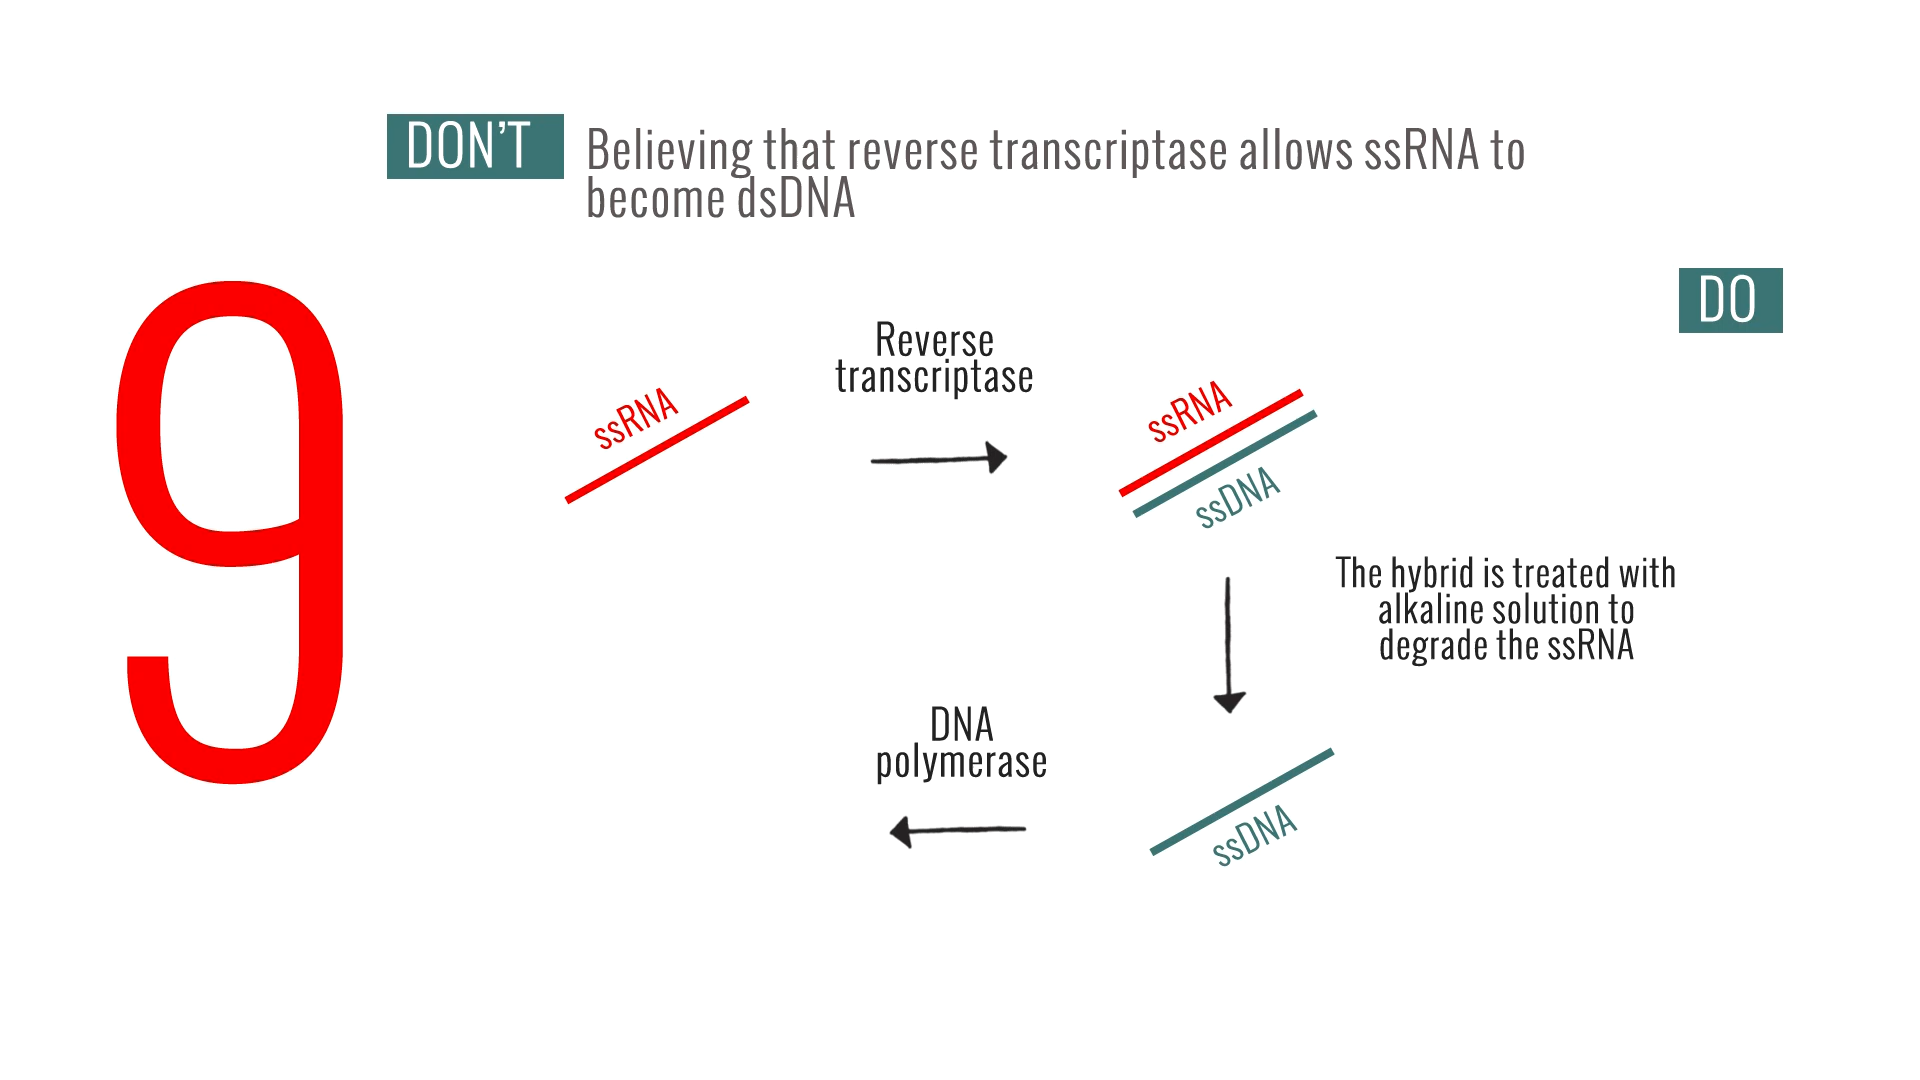 DON'T
Believing that reverse transcriptase allows ssRNA to
become dsDNA
DO
9
Reverse
transcriptase
ssRNA
ssRNA
ssDNA
The hybrid is treated with
alkaline solution to
degrade the ssRNA
DNA
polymerase
ssDNA